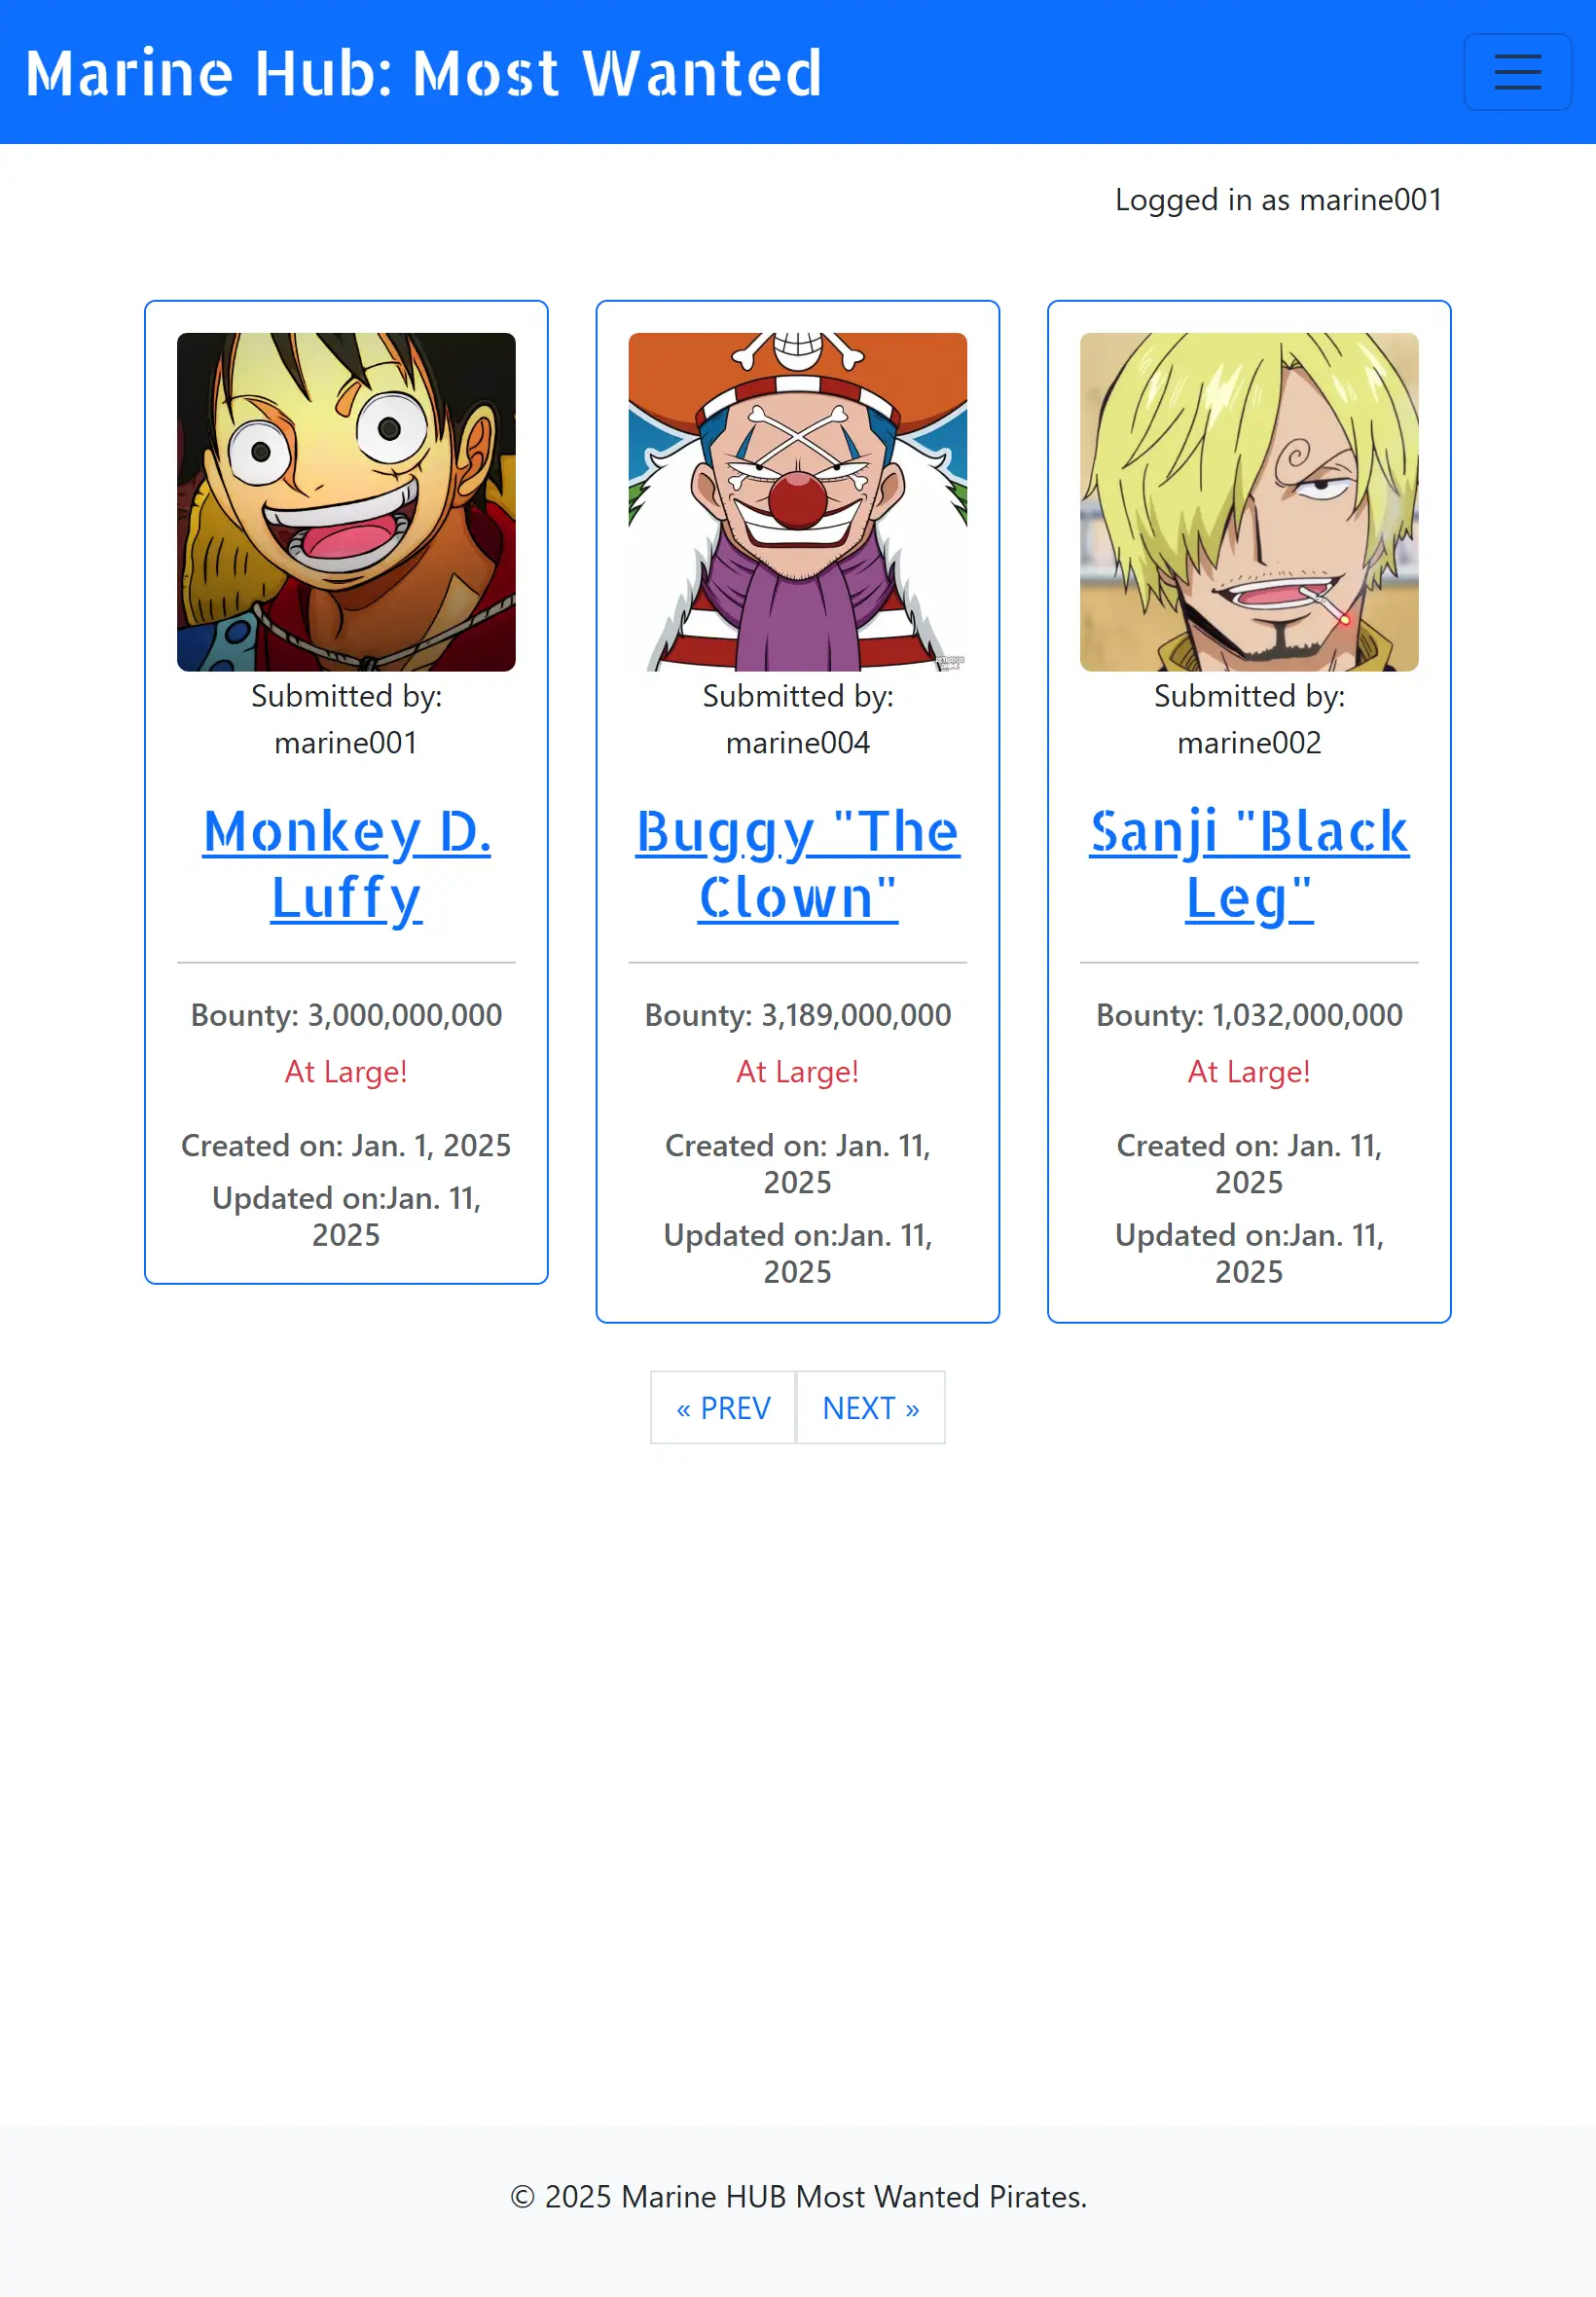 Marine Hub: Most Wanted
Logged in as marine001
Submitted by:
marine001
Monkey D.
Luffy
Bounty: 3,000,000,000
At Large!
Created on: Jan. 1, 2025
Updated on:Jan. 11,
2025
Submitted by:
marine004
Buggy "The
Clown"
Bounty: 3,189,000,000
At Large!
Created on: Jan. 11,
2025
Updated on:Jan. 11,
2025
Submitted by:
marine002
Sanji "Black
Leg"
Bounty: 1,032,000,000
At Large!
Created on: Jan. 11,
2025
Updated on:Jan. 11,
2025
« PREV
NEXT »
© 2025 Marine HUB Most Wanted Pirates.